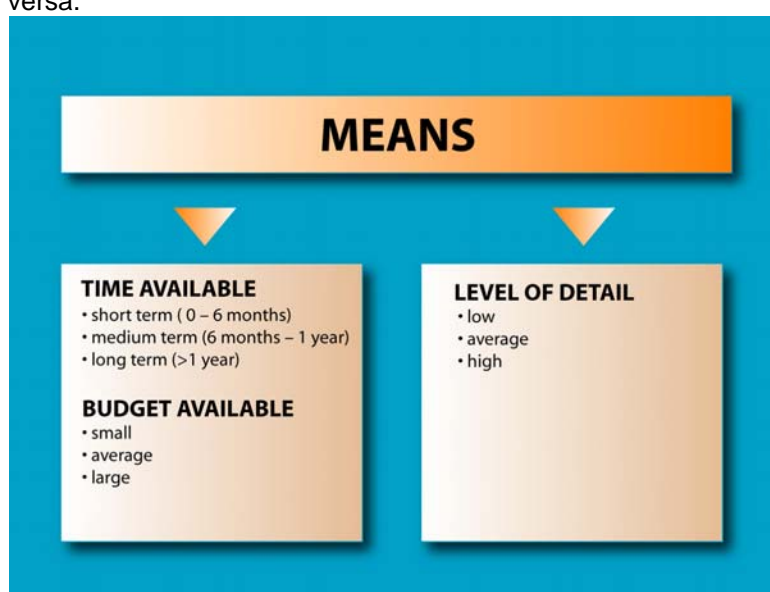 versa.
MEANS
TIME AVAILABLE
• short term ( 0 – 6 months)
• medium term (6 months – 1 year)
• long term (>1 year)
BUDGET AVAILABLE
• small
• average
• large
LEVEL OF DETAIL
• low
• average
• high